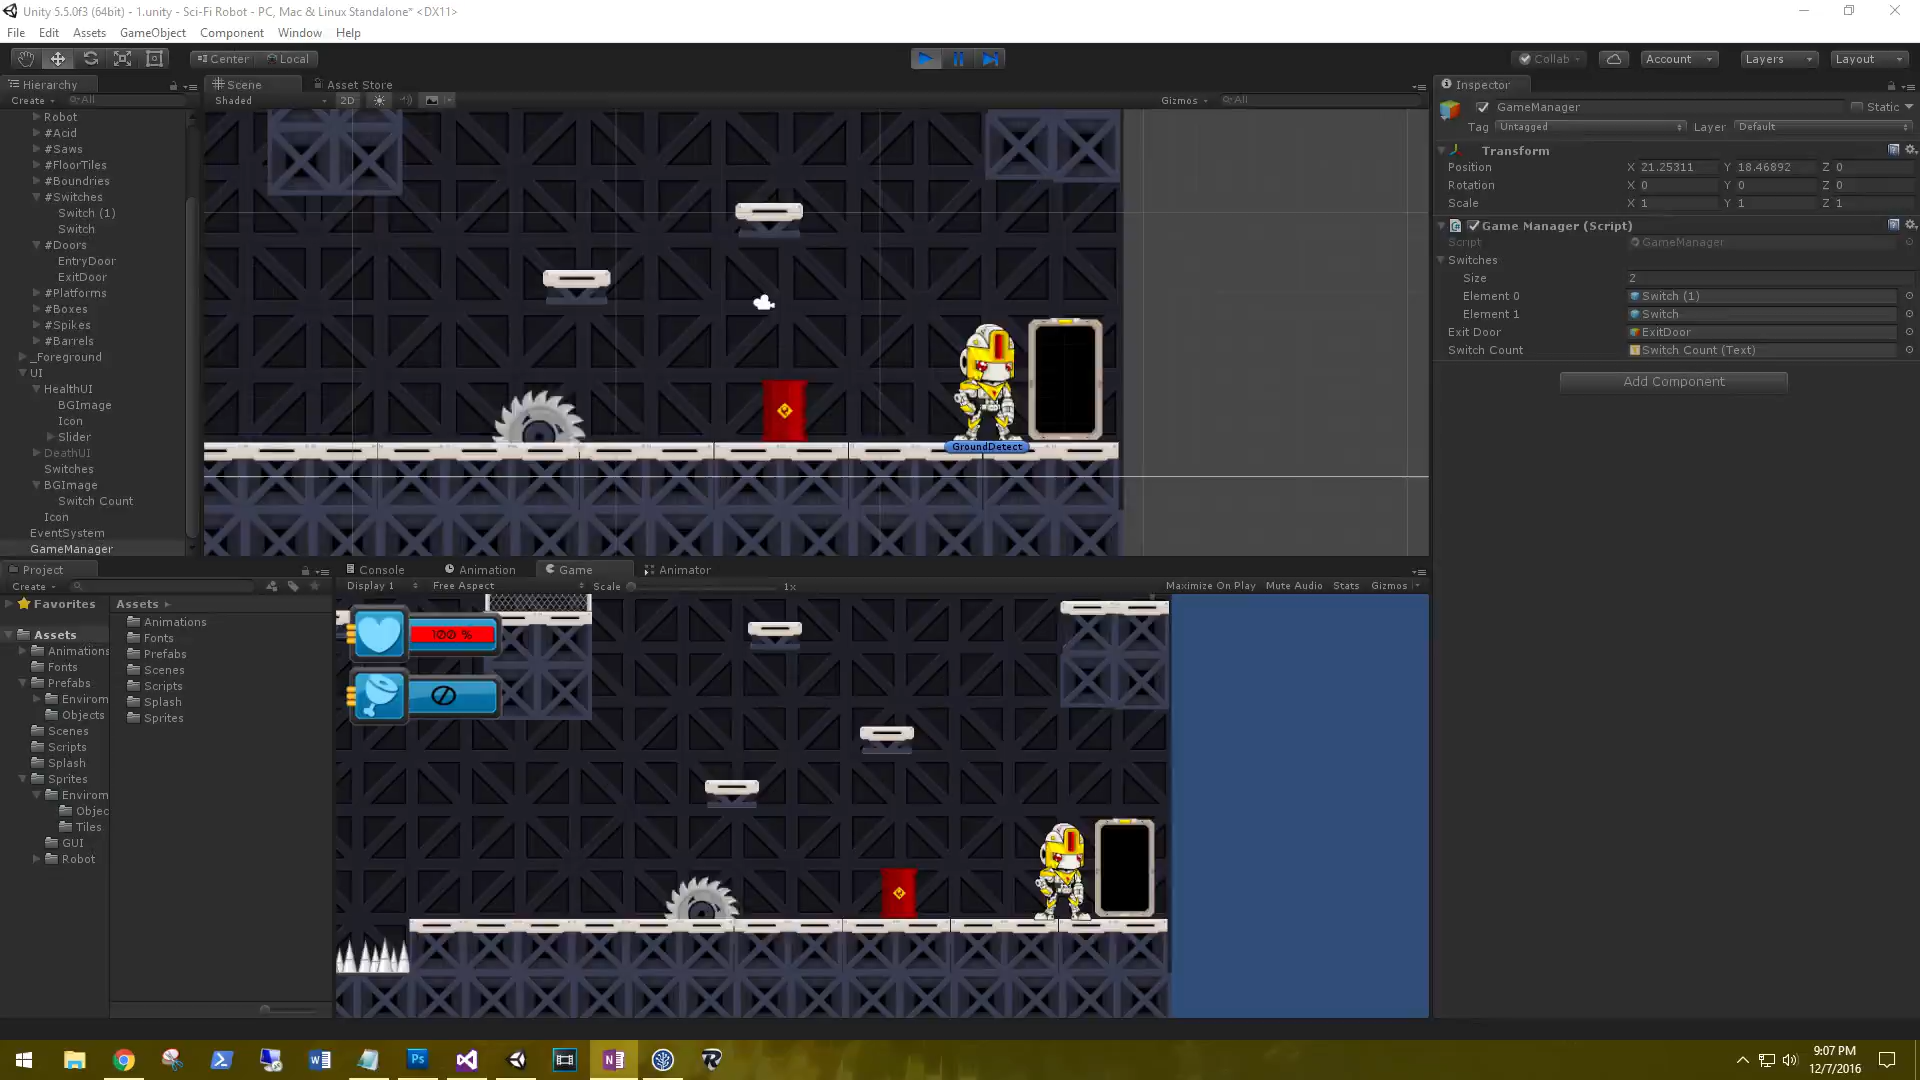 Unity 5.5.0f3 (64bit) - 1.unity - Sci-Fi Robot - PC, Mac & Linux Standalone* <DX11>
File Edit Assets GameObject Component Window Help
Center Local Collab Account Layers Layout
Hierarchy
Create All
Robot
#Acid
#Saws
#FloorTiles
#Boundries
#Switches
Switch (1)
Switch
#Doors
EntryDoor
ExitDoor
#Platforms
#Boxes
#Spikes
#Barrels
_Foreground
UI
HealthUI
BGImage
Icon
Slider
DeathUI
Switches
BGImage
Switch Count
Icon
EventSystem
GameManager
Scene Asset Store
Shaded 2D Gizmos All
GroundDetect
Inspector
GameManager Static
Tag Untagged Layer Default
Transform
Position X 21.25311 Y 18.46892 Z 0
Rotation X 0 Y 0 Z 0
Scale X 1 Y 1 Z 1
Game Manager (Script)
Script GameManager
Switches
Size 2
Element 0 Switch (1)
Element 1 Switch
Exit Door ExitDoor
Switch Count Switch Count (Text)
Add Component
Project
Create
Favorites
Assets
Animations
Fonts
Prefabs
Environ
Objects
Scenes
Scripts
Splash
Sprites
Environ
Objec
Tiles
GUI
Robot
Assets
Animations
Fonts
Prefabs
Scenes
Scripts
Splash
Sprites
Console Animation Game Animator
Display 1 Free Aspect Scale 1x Maximize On Play Mute Audio Stats Gizmos
100 %
0
9:07 PM
12/7/2016